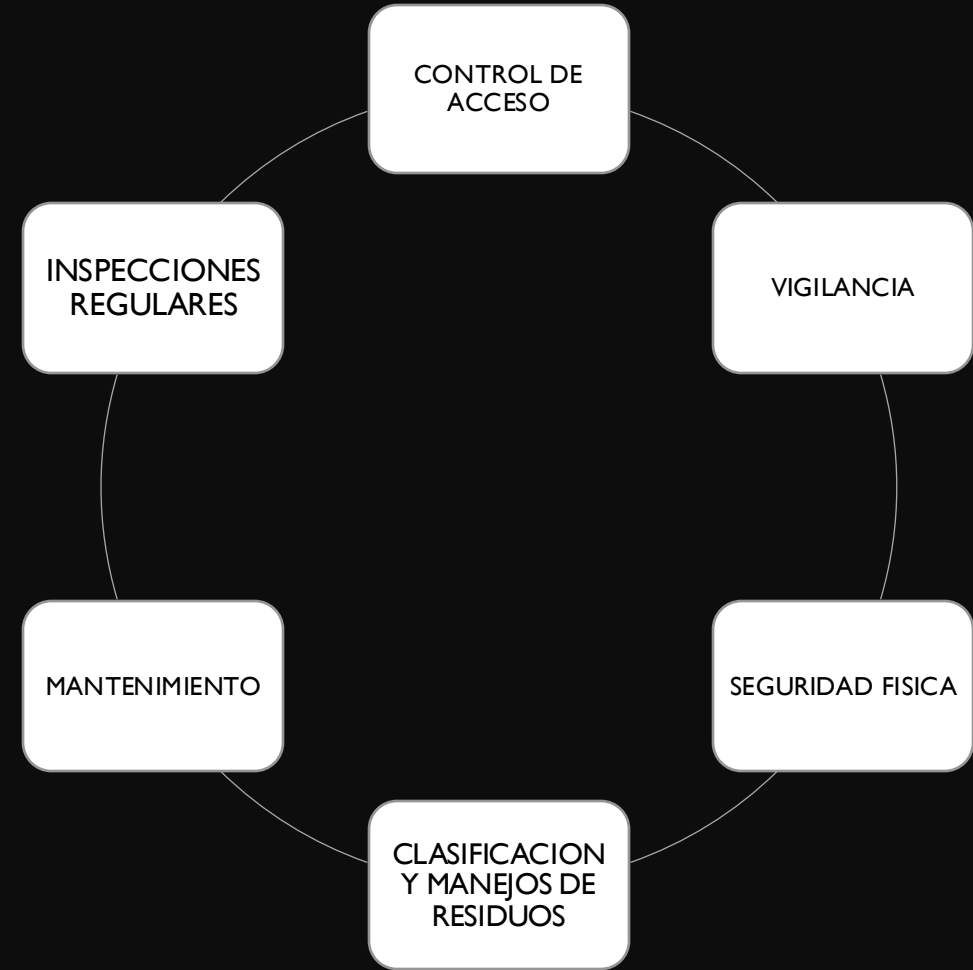 CONTROL DE
ACCESO
VIGILANCIA
SEGURIDAD FISICA
CLASIFICACION
Y MANEJOS DE
RESIDUOS
MANTENIMIENTO
INSPECCIONES
REGULARES